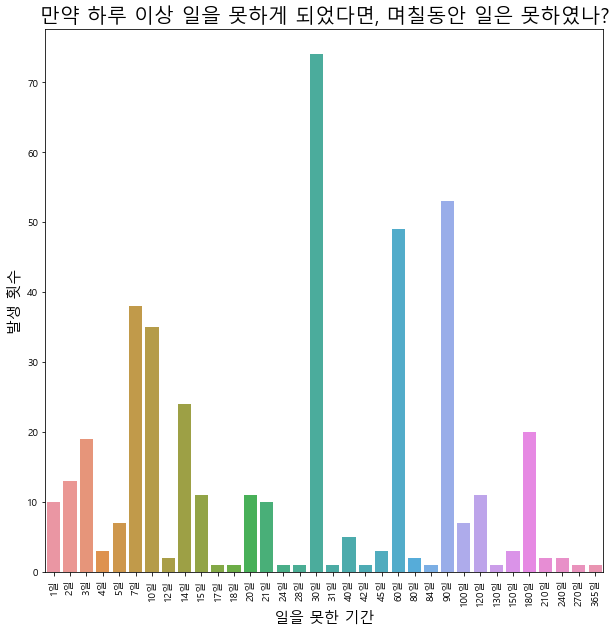 만약 하루 이상 일을 못하게 되었다면, 며칠동안 일은 못하였나?
발생 횟수
70
60
50
40
30
20
10
0
1일 2일 3일 4일 5일 7일 10일 12일 14일 15일 17일 18일 20일 21일 24일 28일 30일 31일 40일 42일 45일 60일 80일 84일 90일 100일 120일 130일 150일 180일 210일 240일 270일 365일
일을 못한 기간